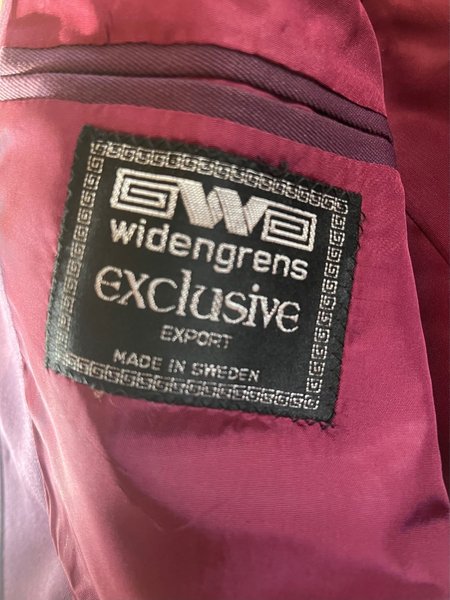 W
widengrens
exclusive
EXPORT
MADE IN SWEDEN